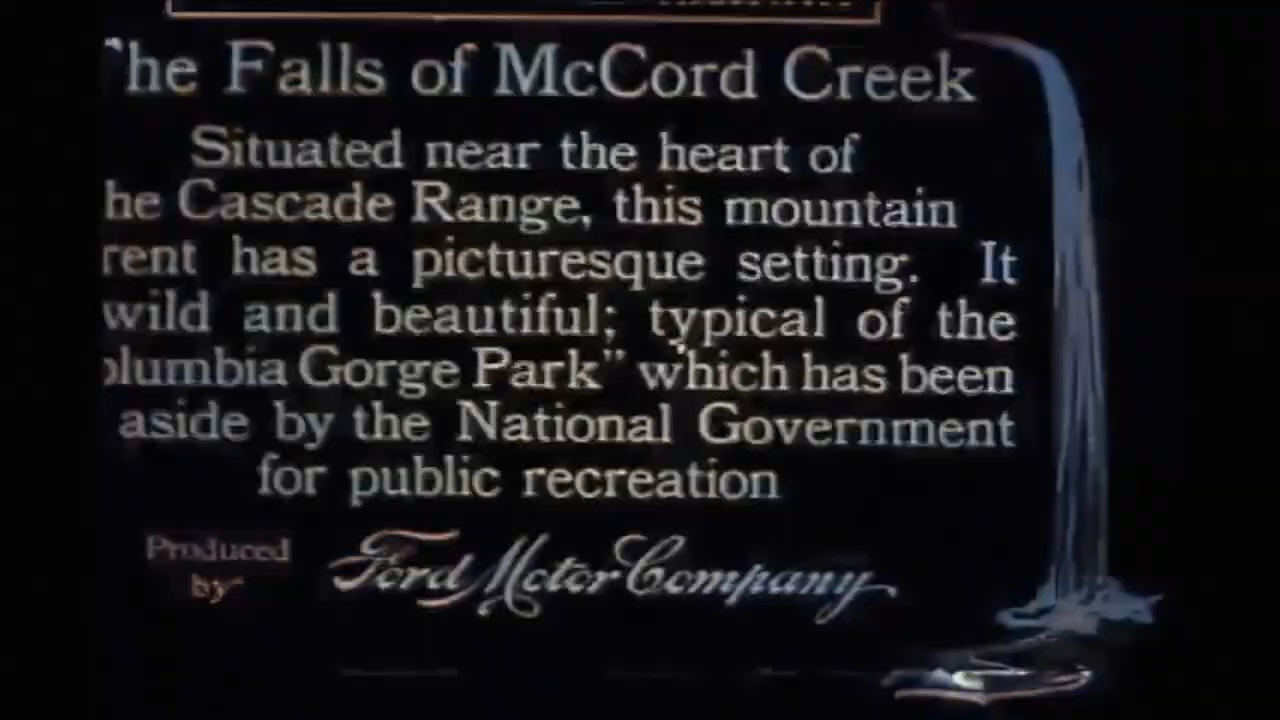 he Falls of McCord Creek
Situated near the heart of
he Cascade Range, this mountain
rent has a picturesque setting. It
wild and beautiful; typical of the
olumbia Gorge Park" which has been
aside by the National Government
for public recreation
Produced
by
Ford Motor Company